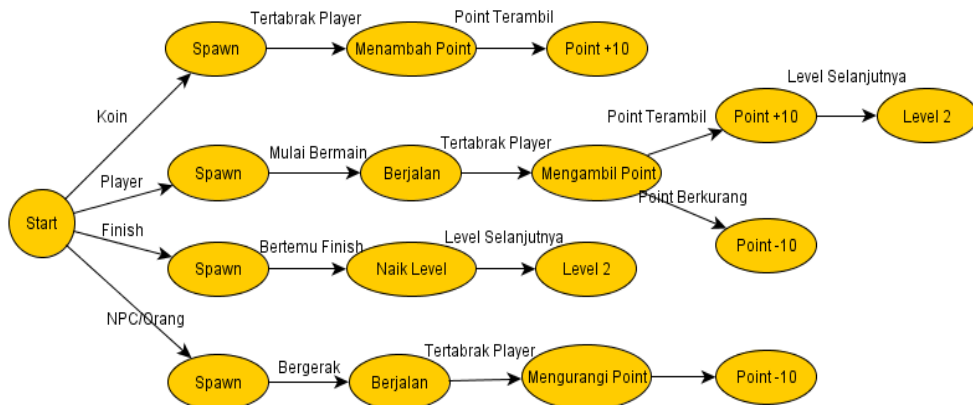 Tertabrak Player
Point Terambil
Spawn
Menambah Point
Point +10
Koin
Level Selanjutnya
Point Terambil
Point +10
Level 2
Player
Mulai Bermain
Tertabrak Player
Spawn
Berjalan
Mengambil Point
Point Berkurang
Point -10
Start
Finish
Bertemu Finish
Level Selanjutnya
Spawn
Naik Level
Level 2
NPC/Orang
Bergerak
Tertabrak Player
Spawn
Berjalan
Mengurangi Point
Point -10